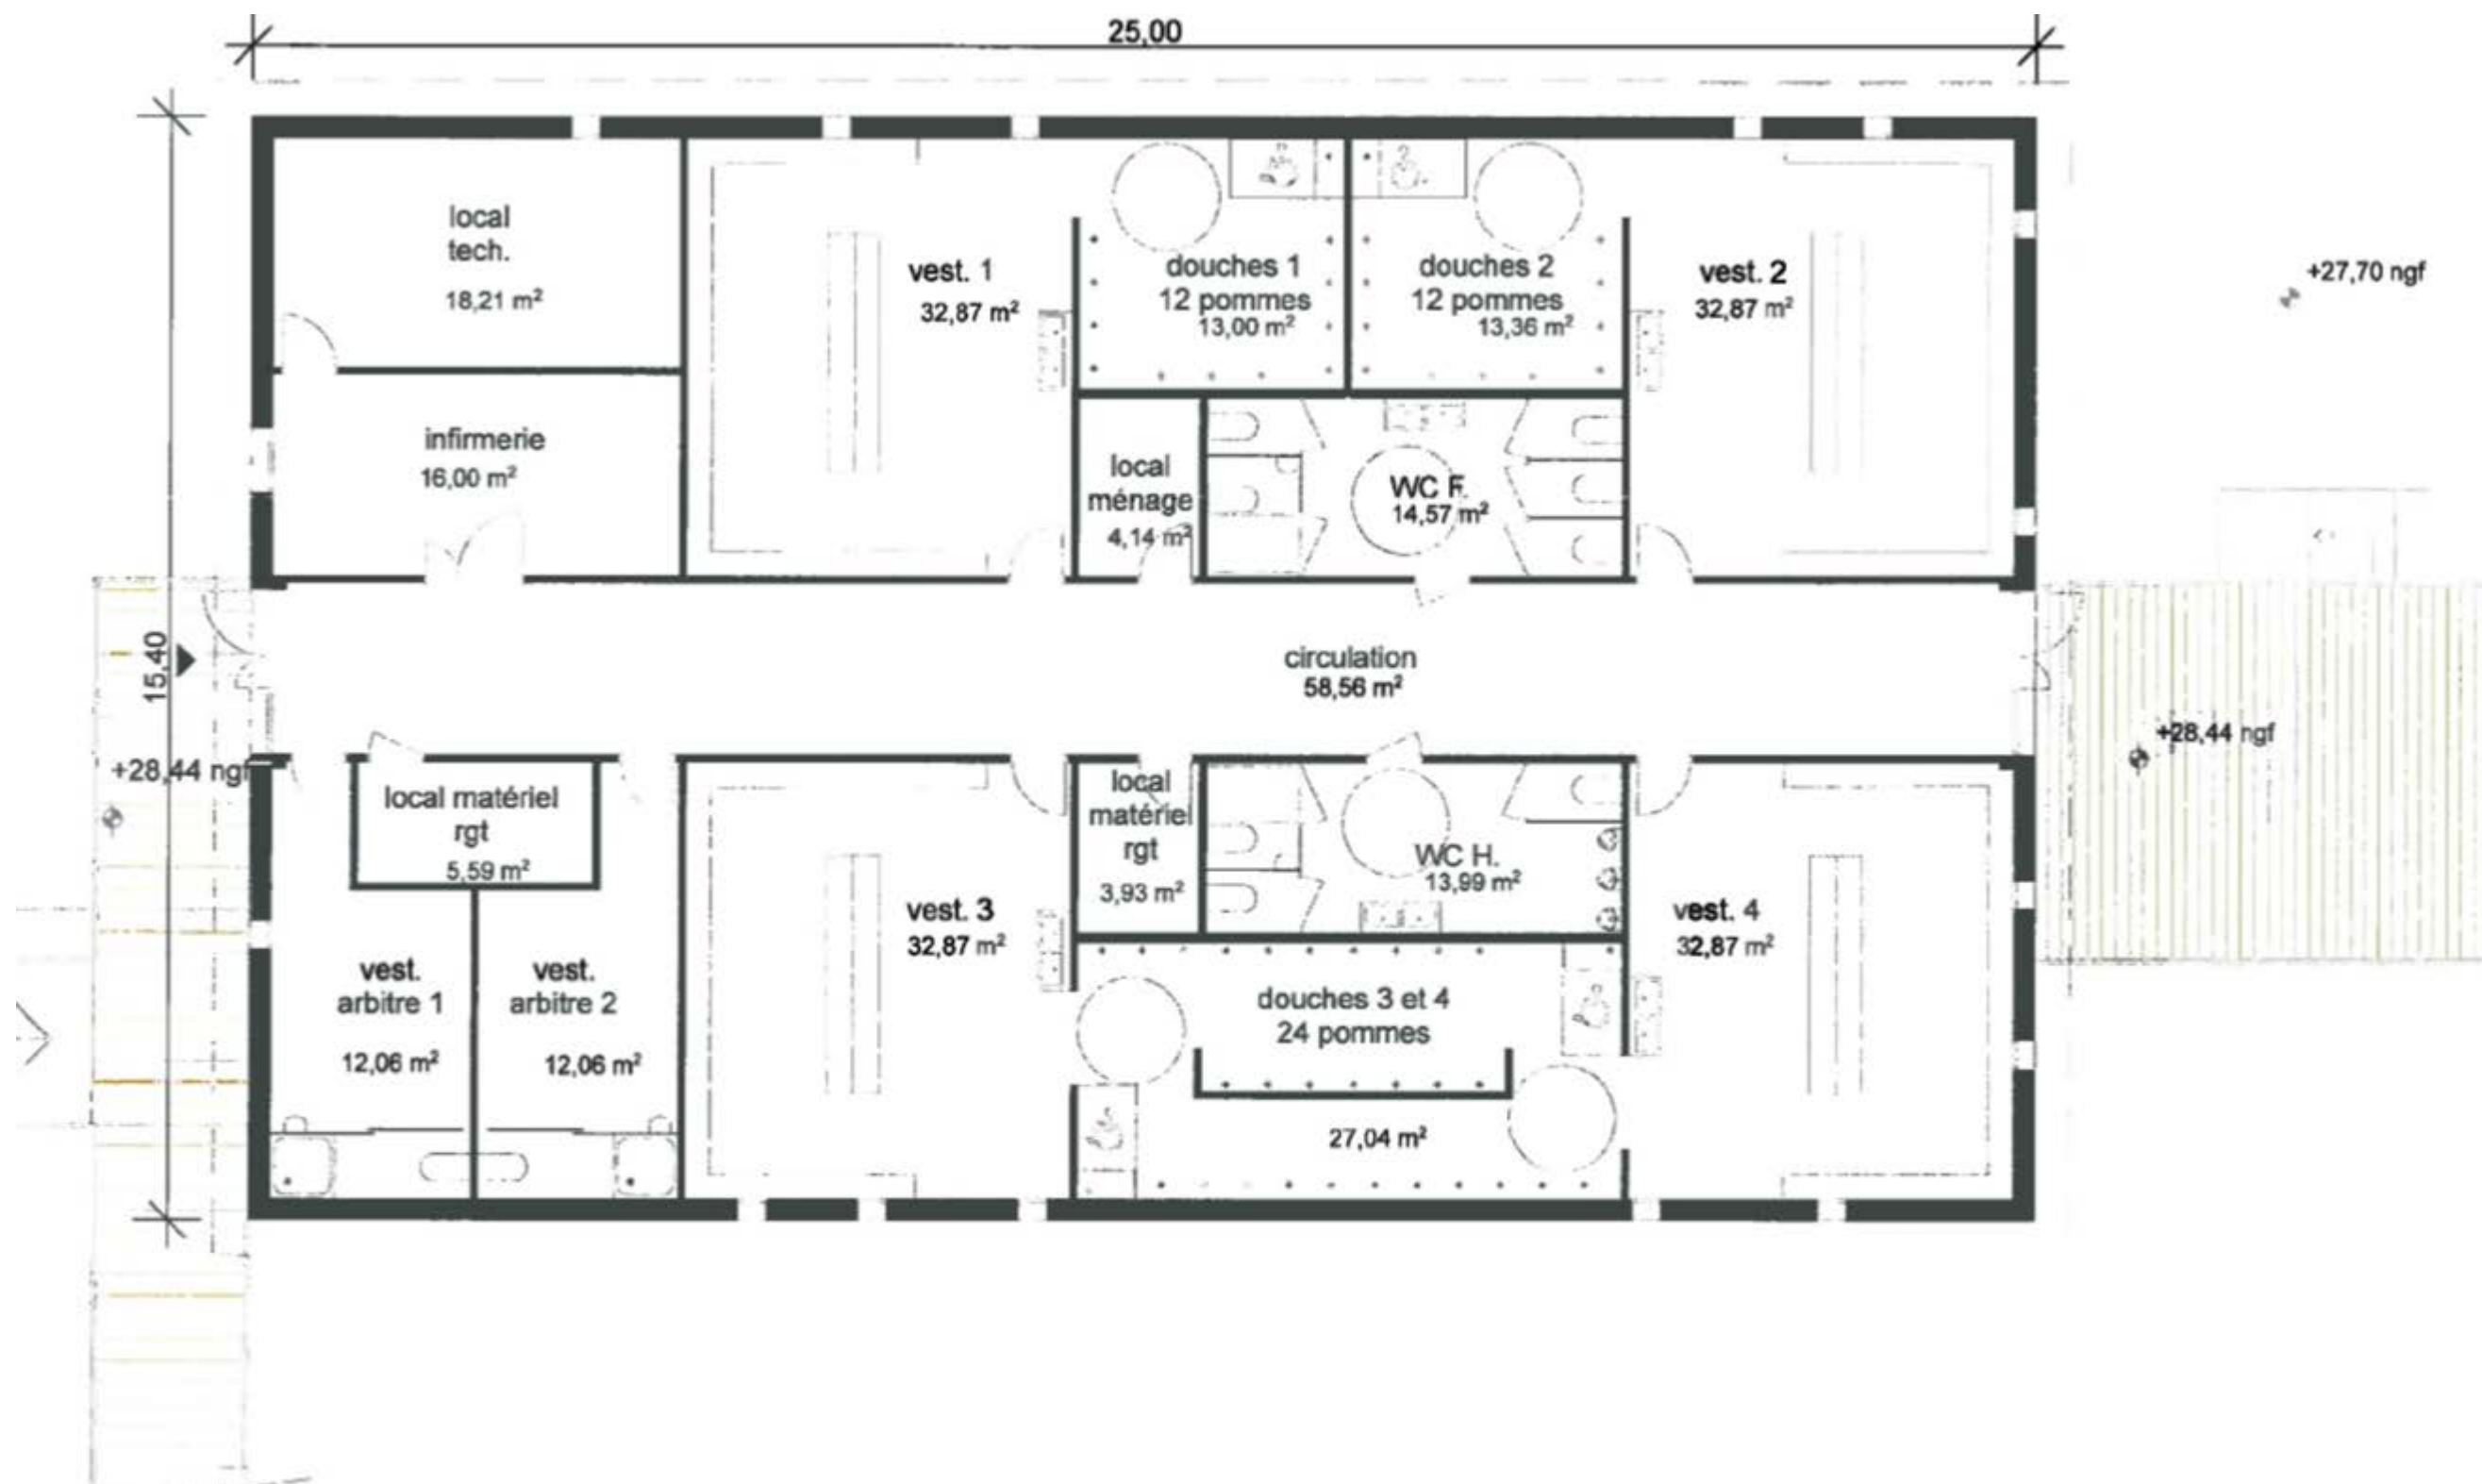 25,00
local
tech.
18,21 m²
vest. 1
32,87 m²
douches 1
12 pommes
13,00 m²
douches 2
12 pommes
13,36 m²
vest. 2
32,87 m²
+27,70 ngf
infirmerie
16,00 m²
local
ménage
4,14 m²
WC F.
14,57 m²
15,40
circulation
58,56 m²
+28,44 ngf
+28,44 ngf
local matériel
rgt
5,59 m²
vest.
arbitre 1
12,06 m²
vest.
arbitre 2
12,06 m²
vest. 3
32,87 m²
local
matériel
rgt
3,93 m²
WC H.
13,99 m²
vest. 4
32,87 m²
douches 3 et 4
24 pommes
27,04 m²